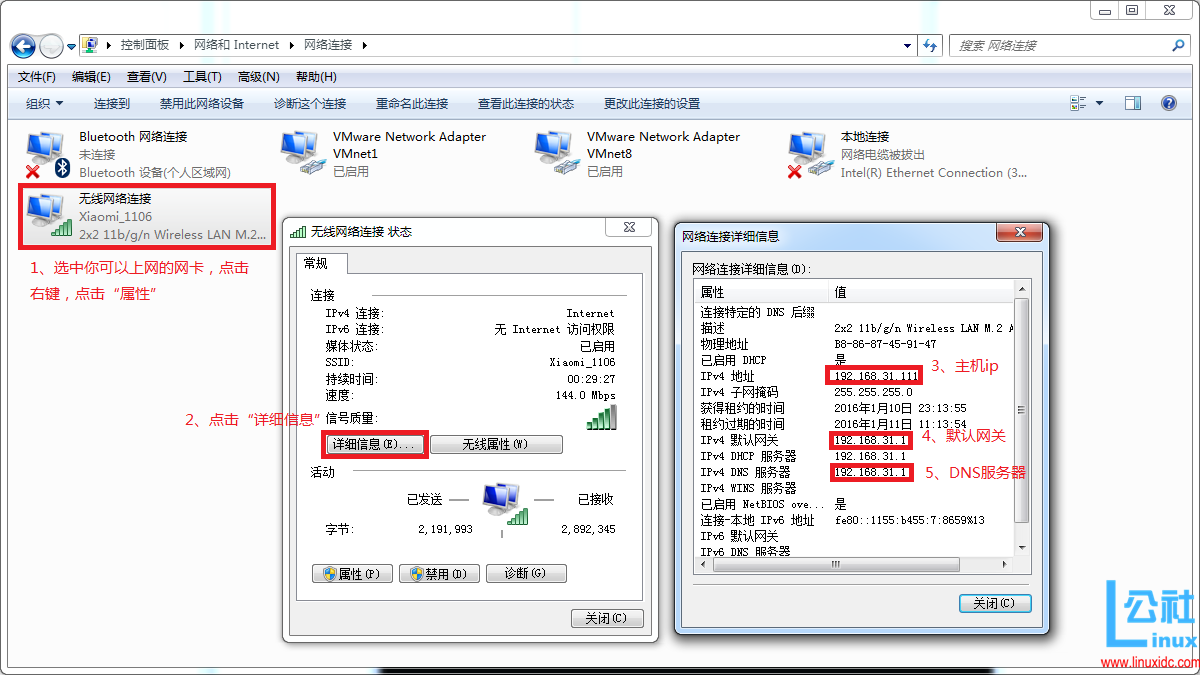 控制面板 ▸ 网络和 Internet ▸ 网络连接 ▸
搜索 网络连接
文件(F) 编辑(E) 查看(V) 工具(T) 高级(N) 帮助(H)
组织 连接到 禁用此网络设备 诊断这个连接 重命名此连接 查看此连接的状态 更改此连接的设置
Bluetooth 网络连接
未连接
Bluetooth 设备(个人区域网)
VMware Network Adapter
VMnet1
已启用
VMware Network Adapter
VMnet8
已启用
本地连接
网络电缆被拔出
Intel(R) Ethernet Connection (3...
无线网络连接
Xiaomi_1106
2x2 11b/g/n Wireless LAN M.2...
1、选中你可以上网的网卡，点击
右键，点击“属性”
无线网络连接 状态
常规
连接
IPv4 连接: Internet
IPv6 连接: 无 Internet 访问权限
媒体状态: 已启用
SSID: Xiaomi_1106
持续时间: 00:29:27
速度: 144.0 Mbps
信号质量:
2、点击“详细信息”
详细信息(E)... 无线属性(W)
活动
已发送 已接收
字节: 2,191,993 2,892,345
属性(P) 禁用(D) 诊断(G)
关闭(C)
网络连接详细信息
网络连接详细信息(D):
属性 值
连接特定的 DNS 后缀
描述 2x2 11b/g/n Wireless LAN M.2 A
物理地址 B8-86-87-45-91-47
已启用 DHCP 是
IPv4 地址 192.168.31.111
3、主机ip
IPv4 子网掩码 255.255.255.0
获得租约的时间 2016年1月10日 23:13:55
租约过期的时间 2016年1月11日 11:13:54
IPv4 默认网关 192.168.31.1
4、默认网关
IPv4 DHCP 服务器 192.168.31.1
IPv4 DNS 服务器 192.168.31.1
5、DNS服务器
IPv4 WINS 服务器
已启用 NetBIOS ove... 是
连接-本地 IPv6 地址 fe80::1155:b455:7:8659%13
IPv6 默认网关
IPv6 DNS 服务器
关闭(C)
Linux公社
www.linuxidc.com